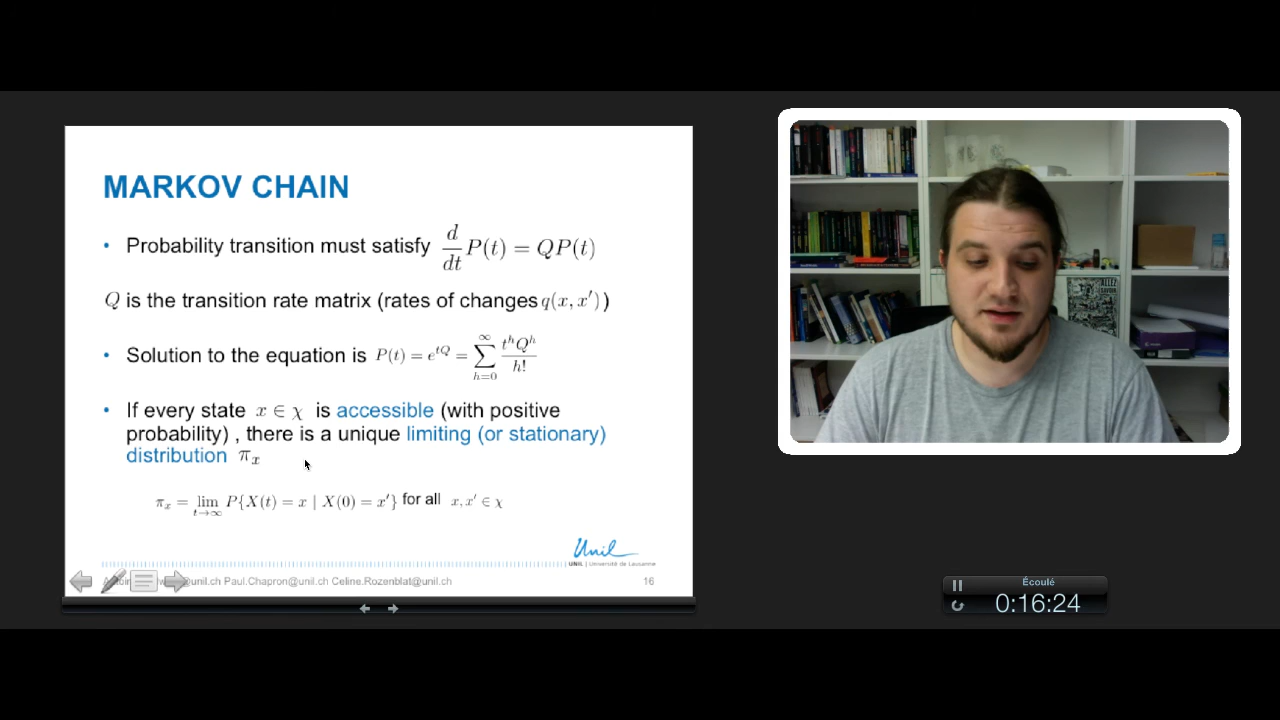 MARKOV CHAIN
• Probability transition must satisfy d/dt P(t) = QP(t)
Q is the transition rate matrix (rates of changes q(x, x′))
• Solution to the equation is P(t) = e^{tQ} = ∑_{h=0}^{∞} t^h Q^h / h!
• If every state x ∈ χ is accessible (with positive
probability) , there is a unique limiting (or stationary)
distribution π_x
π_x = lim_{t→∞} P{X(t) = x | X(0) = x′} for all x, x′ ∈ χ
Unil
UNIL | Université de Lausanne
@unil.ch Paul.Chapron@unil.ch Celine.Rozenblat@unil.ch
16
Écoulé
0:16:24